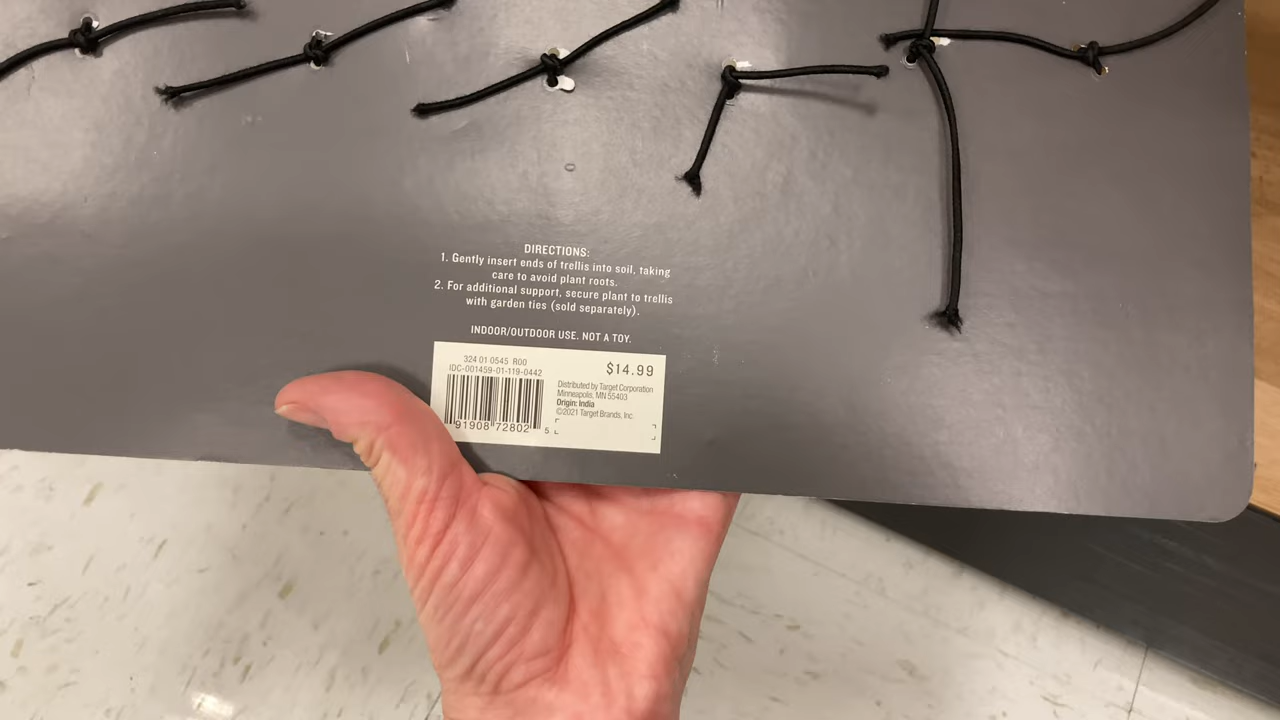 DIRECTIONS:
1. Gently insert ends of trellis into soil, taking
care to avoid plant roots.
2. For additional support, secure plant to trellis
with garden ties (sold separately).
INDOOR/OUTDOOR USE. NOT A TOY.
324 01 0545 R00
IDC-001459-01-119-0442
$14.99
Distributed by Target Corporation
Minneapolis, MN 55403
Origin: India
©2021 Target Brands, Inc.
91908 72802 5